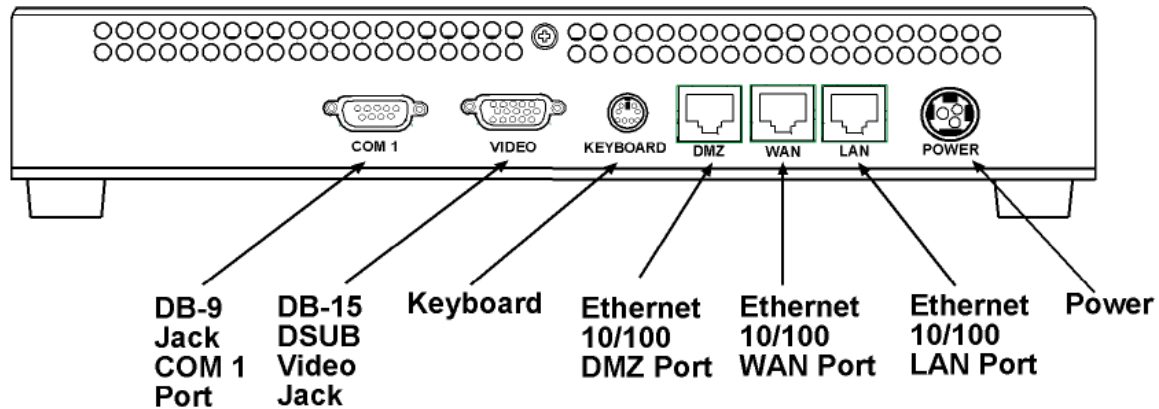 COM 1 VIDEO KEYBOARD DMZ WAN LAN POWER
DB-9
Jack
COM 1
Port
DB-15
DSUB
Video
Jack
Keyboard
Ethernet
10/100
DMZ Port
Ethernet
10/100
WAN Port
Ethernet
10/100
LAN Port
Power